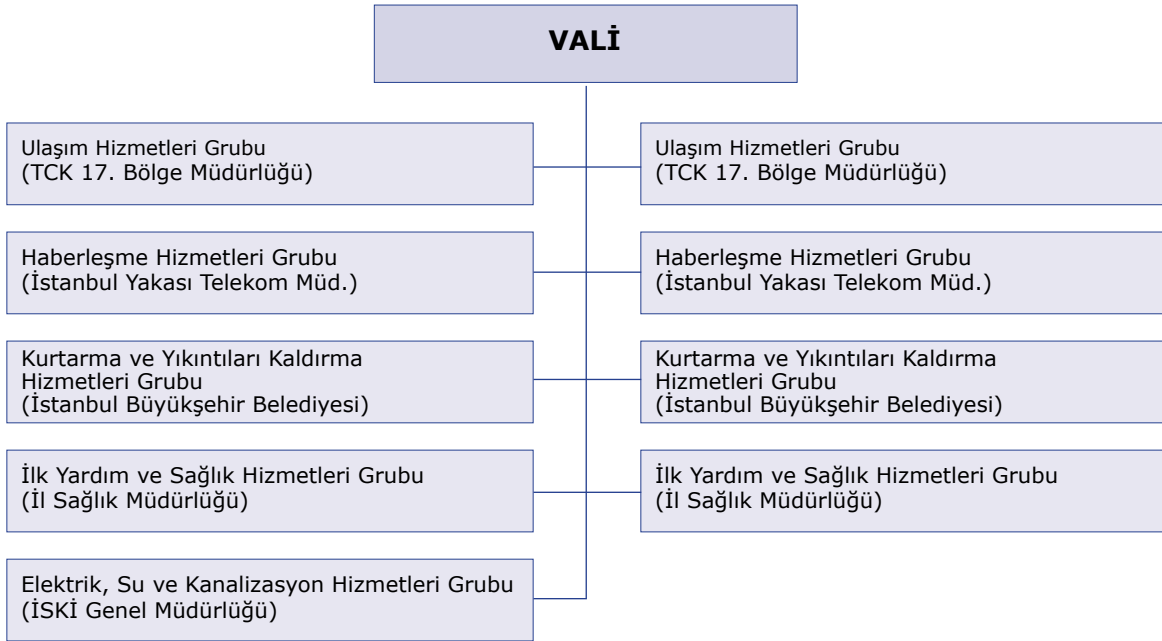 VALİ
Ulaşım Hizmetleri Grubu
(TCK 17. Bölge Müdürlüğü)
Ulaşım Hizmetleri Grubu
(TCK 17. Bölge Müdürlüğü)
Haberleşme Hizmetleri Grubu
(İstanbul Yakası Telekom Müd.)
Haberleşme Hizmetleri Grubu
(İstanbul Yakası Telekom Müd.)
Kurtarma ve Yıkıntıları Kaldırma
Hizmetleri Grubu
(İstanbul Büyükşehir Belediyesi)
Kurtarma ve Yıkıntıları Kaldırma
Hizmetleri Grubu
(İstanbul Büyükşehir Belediyesi)
İlk Yardım ve Sağlık Hizmetleri Grubu
(İl Sağlık Müdürlüğü)
İlk Yardım ve Sağlık Hizmetleri Grubu
(İl Sağlık Müdürlüğü)
Elektrik, Su ve Kanalizasyon Hizmetleri Grubu
(İSKİ Genel Müdürlüğü)